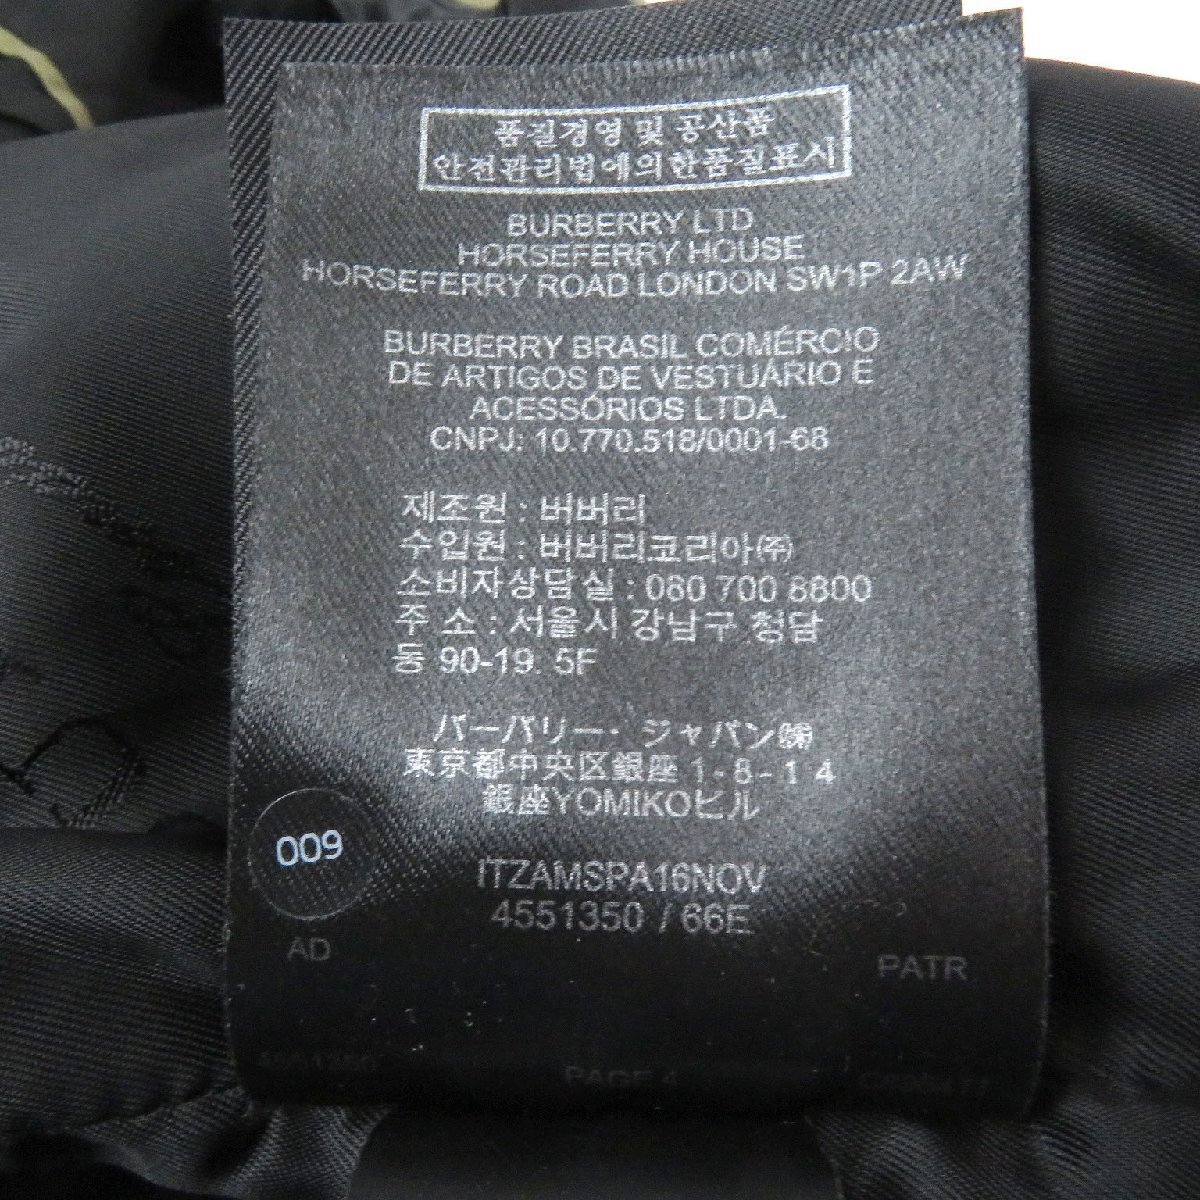 품질경영 및 공산품
안전관리법에의한품질표시
BURBERRY LTD
HORSEFERRY HOUSE
HORSEFERRY ROAD LONDON SW1P 2AW
BURBERRY BRASIL COMÉRCIO
DE ARTIGOS DE VESTUÁRIO E
ACESSÓRIOS LTDA.
CNPJ: 10.770.518/0001-68
제조원 : 버버리
수입원 : 버버리코리아㈜
소비자상담실 : 080 700 8800
주 소 : 서울시 강남구 청담
동 90-19. 5F
バーバリー・ジャパン㈱
東京都中央区銀座1-8-14
銀座YOMIKOビル
009
ITZAMSPA16NOV
4551350 / 66E
AD
PATR
PAGE 4